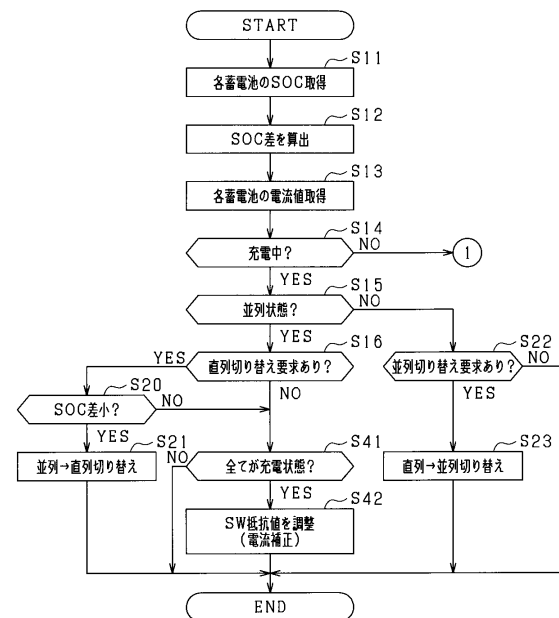 START
S11
各蓄電池のSOC取得
S12
SOC差を算出
S13
各蓄電池の電流値取得
S14
充電中?
NO
1
YES
S15
並列状態?
NO
YES
S16
S22
YES
直列切り替え要求あり?
並列切り替え要求あり?
NO
S20
NO
YES
SOC差小?
NO
YES
S21
S41
S23
並列→直列切り替え
NO
全てが充電状態?
直列→並列切り替え
YES
S42
SW抵抗値を調整
(電流補正)
END